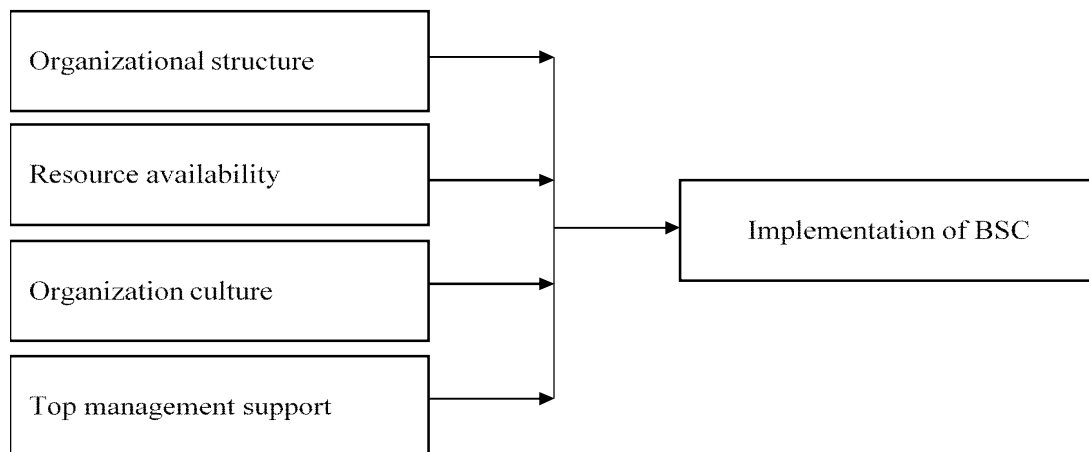 Organizational structure
Resource availability
Implementation of BSC
Organization culture
Top management support